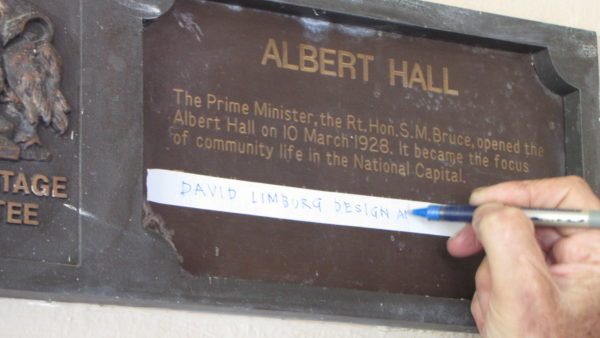 TAGE
TEE
ALBERT HALL
The Prime Minister, the Rt. Hon. S. M. Bruce, opened the
Albert Hall on 10 March 1928. It became the focus
of community life in the National Capital.
DAVID LIMBURG DESIGN A